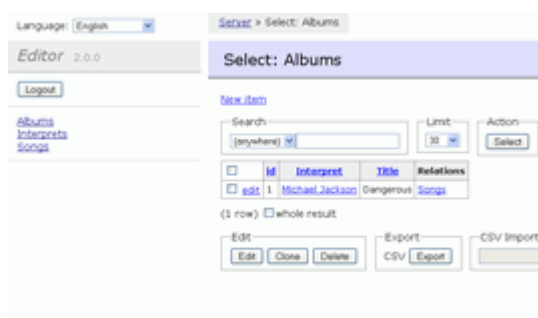 Language: English
Server » Select: Albums
Editor 2.0.0
Select: Albums
Logout
New item
Albums
Interprets
Songs
Search
(anywhere)
Limit
30
Action
Select
id Interpret Title Relations
edit 1 Michael Jackson Dangerous Songs
(1 row) whole result
Edit
Edit Clone Delete
Export
CSV Export
CSV Import